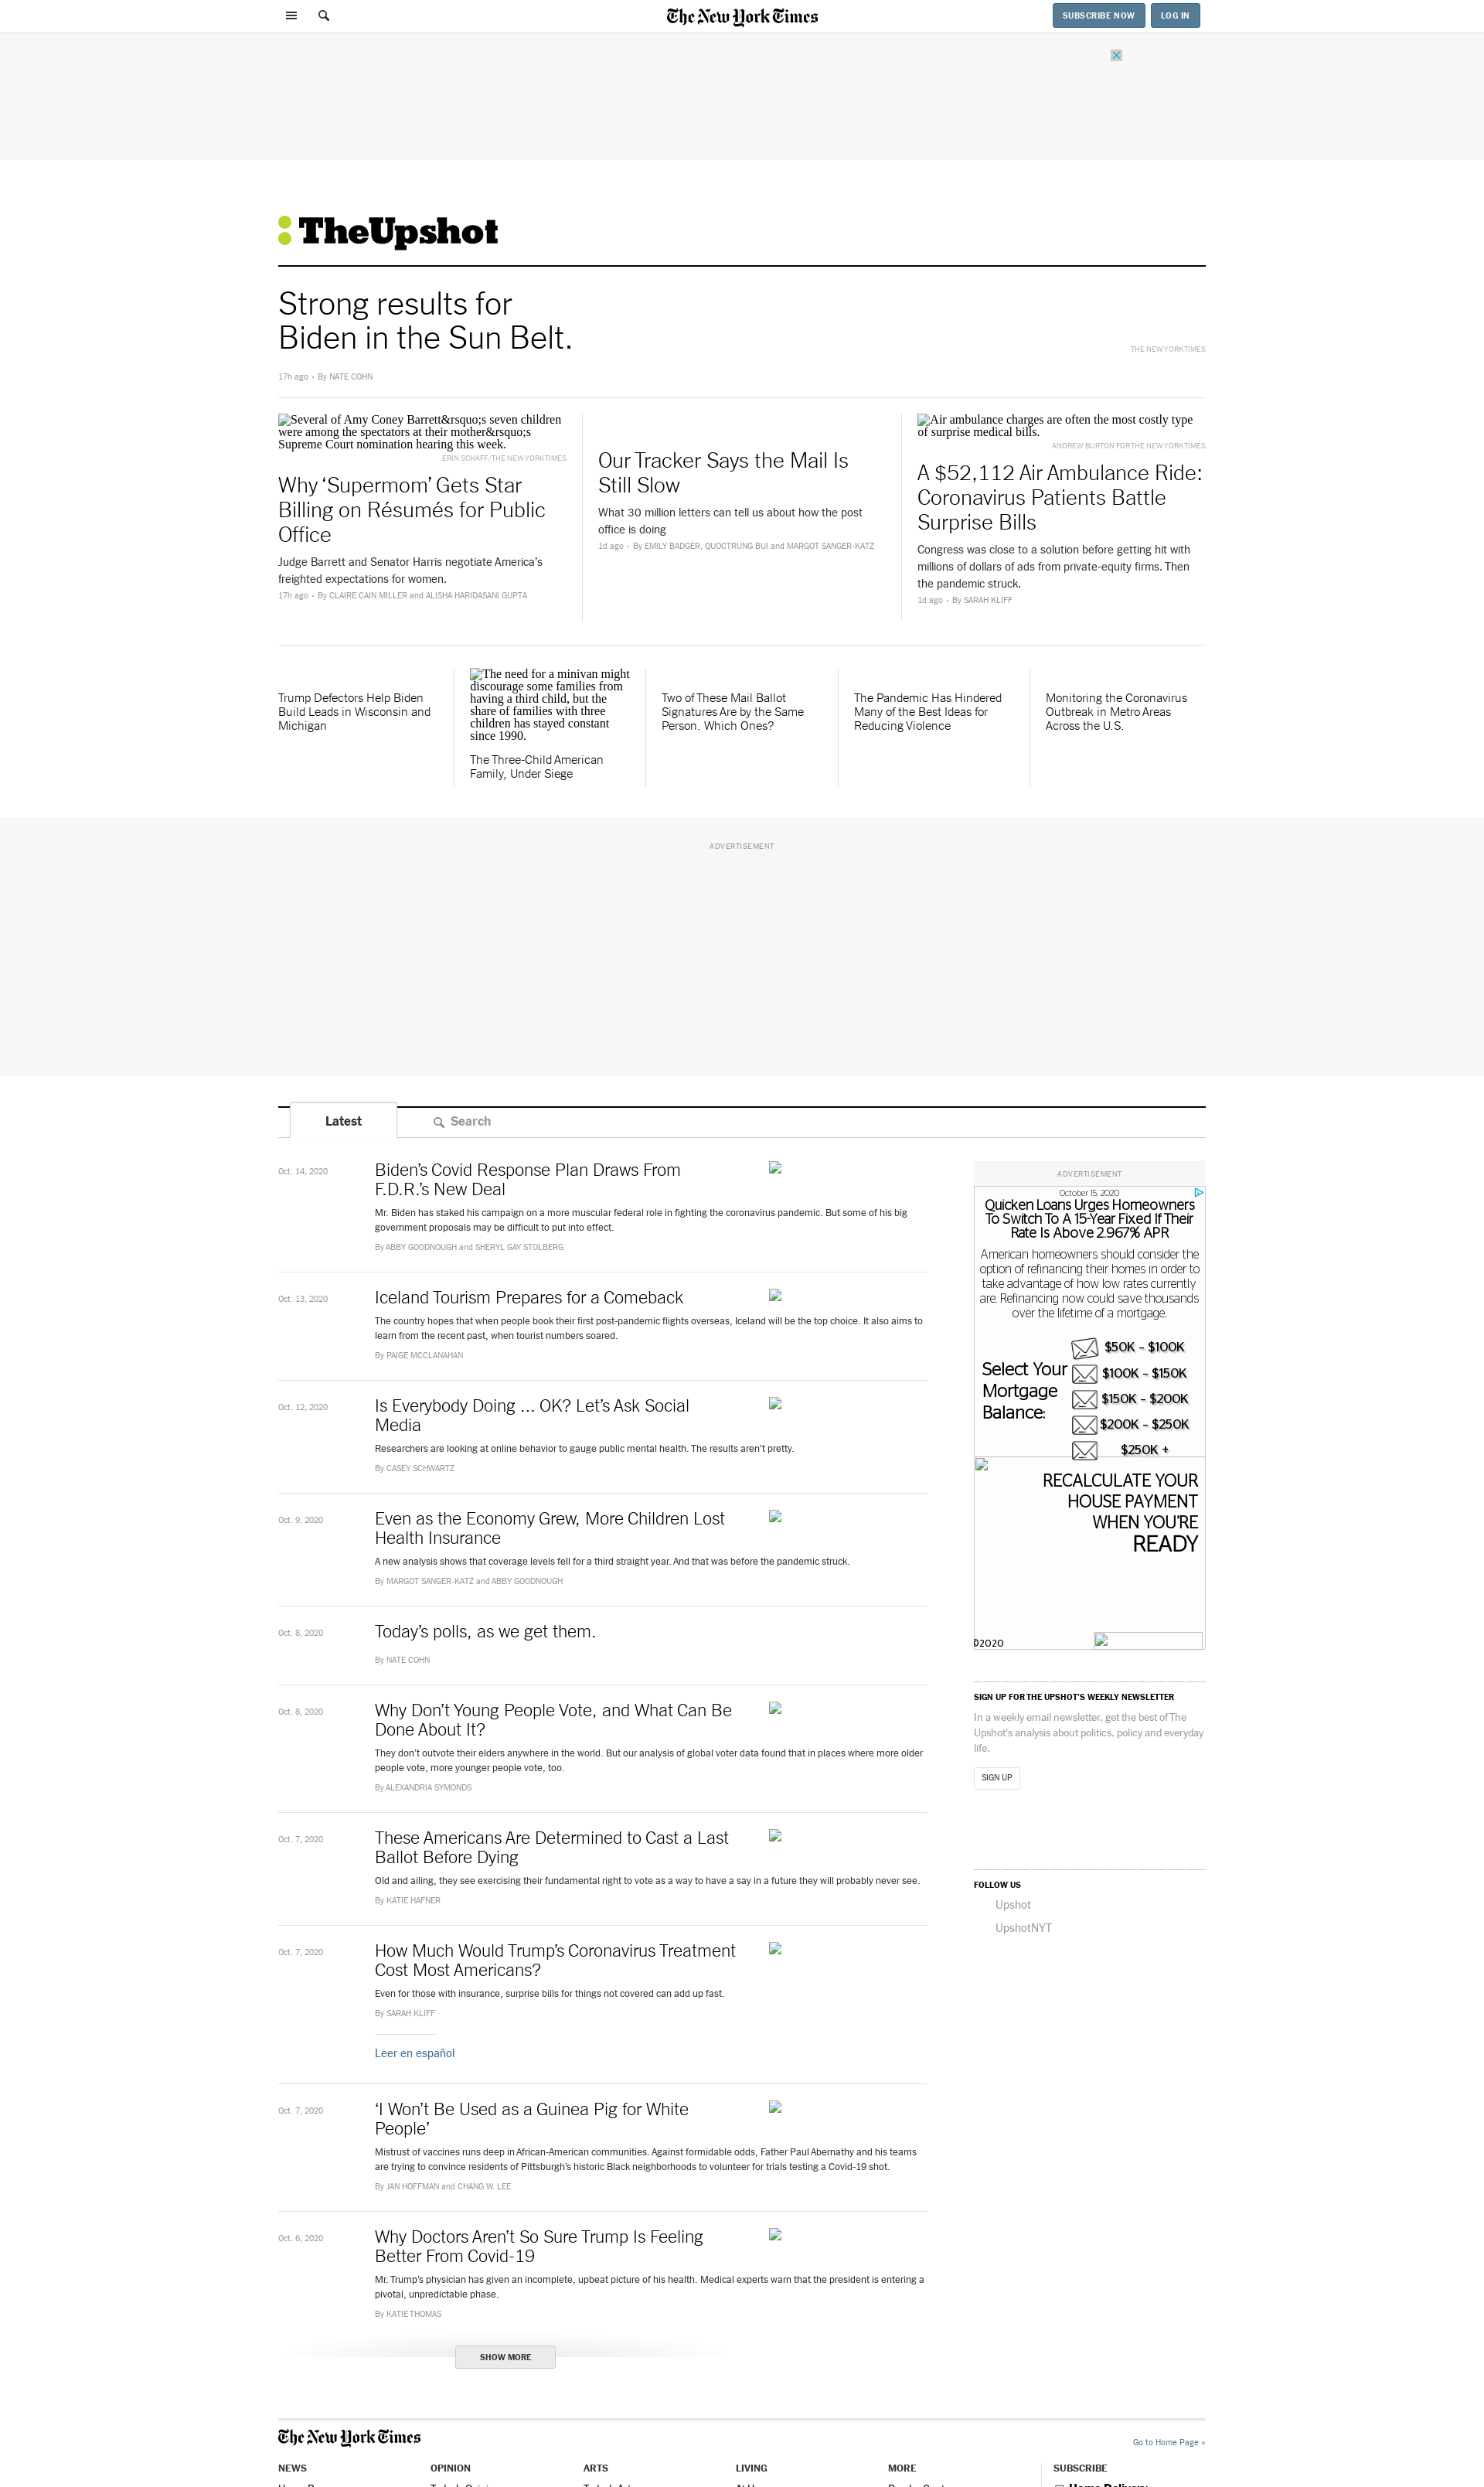 The New York Times
SUBSCRIBE NOW
LOG IN
TheUpshot
Strong results for
Biden in the Sun Belt.
THE NEW YORK TIMES
17h ago • By NATE COHN
Several of Amy Coney Barrett&rsquo;s seven children
were among the spectators at their mother&rsquo;s
Supreme Court nomination hearing this week.
ERIN SCHAFF/THE NEW YORK TIMES
Why ‘Supermom’ Gets Star
Billing on Résumés for Public
Office
Judge Barrett and Senator Harris negotiate America’s
freighted expectations for women.
17h ago • By CLAIRE CAIN MILLER and ALISHA HARIDASANI GUPTA
Our Tracker Says the Mail Is
Still Slow
What 30 million letters can tell us about how the post
office is doing
1d ago • By EMILY BADGER, QUOCTRUNG BUI and MARGOT SANGER-KATZ
Air ambulance charges are often the most costly type
of surprise medical bills.
ANDREW BURTON FOR THE NEW YORK TIMES
A $52,112 Air Ambulance Ride:
Coronavirus Patients Battle
Surprise Bills
Congress was close to a solution before getting hit with
millions of dollars of ads from private-equity firms. Then
the pandemic struck.
1d ago • By SARAH KLIFF
Trump Defectors Help Biden
Build Leads in Wisconsin and
Michigan
The need for a minivan might
discourage some families from
having a third child, but the
share of families with three
children has stayed constant
since 1990.
The Three-Child American
Family, Under Siege
Two of These Mail Ballot
Signatures Are by the Same
Person. Which Ones?
The Pandemic Has Hindered
Many of the Best Ideas for
Reducing Violence
Monitoring the Coronavirus
Outbreak in Metro Areas
Across the U.S.
ADVERTISEMENT
Latest
Search
Oct. 14, 2020
Biden’s Covid Response Plan Draws From
F.D.R.’s New Deal
Mr. Biden has staked his campaign on a more muscular federal role in fighting the coronavirus pandemic. But some of his big
government proposals may be difficult to put into effect.
By ABBY GOODNOUGH and SHERYL GAY STOLBERG
Oct. 13, 2020
Iceland Tourism Prepares for a Comeback
The country hopes that when people book their first post-pandemic flights overseas, Iceland will be the top choice. It also aims to
learn from the recent past, when tourist numbers soared.
By PAIGE MCCLANAHAN
Oct. 12, 2020
Is Everybody Doing ... OK? Let’s Ask Social
Media
Researchers are looking at online behavior to gauge public mental health. The results aren’t pretty.
By CASEY SCHWARTZ
Oct. 9, 2020
Even as the Economy Grew, More Children Lost
Health Insurance
A new analysis shows that coverage levels fell for a third straight year. And that was before the pandemic struck.
By MARGOT SANGER-KATZ and ABBY GOODNOUGH
Oct. 8, 2020
Today’s polls, as we get them.
By NATE COHN
Oct. 8, 2020
Why Don’t Young People Vote, and What Can Be
Done About It?
They don’t outvote their elders anywhere in the world. But our analysis of global voter data found that in places where more older
people vote, more younger people vote, too.
By ALEXANDRIA SYMONDS
Oct. 7, 2020
These Americans Are Determined to Cast a Last
Ballot Before Dying
Old and ailing, they see exercising their fundamental right to vote as a way to have a say in a future they will probably never see.
By KATIE HAFNER
Oct. 7, 2020
How Much Would Trump’s Coronavirus Treatment
Cost Most Americans?
Even for those with insurance, surprise bills for things not covered can add up fast.
By SARAH KLIFF
Leer en español
Oct. 7, 2020
‘I Won’t Be Used as a Guinea Pig for White
People’
Mistrust of vaccines runs deep in African-American communities. Against formidable odds, Father Paul Abernathy and his teams
are trying to convince residents of Pittsburgh’s historic Black neighborhoods to volunteer for trials testing a Covid-19 shot.
By JAN HOFFMAN and CHANG W. LEE
Oct. 6, 2020
Why Doctors Aren’t So Sure Trump Is Feeling
Better From Covid-19
Mr. Trump’s physician has given an incomplete, upbeat picture of his health. Medical experts warn that the president is entering a
pivotal, unpredictable phase.
By KATIE THOMAS
SHOW MORE
ADVERTISEMENT
October 15, 2020
Quicken Loans Urges Homeowners
To Switch To A 15-Year Fixed If Their
Rate Is Above 2.967% APR
American homeowners should consider the
option of refinancing their homes in order to
take advantage of how low rates currently
are. Refinancing now could save thousands
over the lifetime of a mortgage.
Select Your
Mortgage
Balance:
$50K - $100K
$100K - $150K
$150K - $200K
$200K - $250K
$250K +
RECALCULATE YOUR
HOUSE PAYMENT
WHEN YOU'RE
READY
©2020
SIGN UP FOR THE UPSHOT’S WEEKLY NEWSLETTER
In a weekly email newsletter, get the best of The
Upshot’s analysis about politics, policy and everyday
life.
SIGN UP
FOLLOW US
Upshot
UpshotNYT
The New York Times
Go to Home Page »
NEWS
OPINION
ARTS
LIVING
MORE
SUBSCRIBE